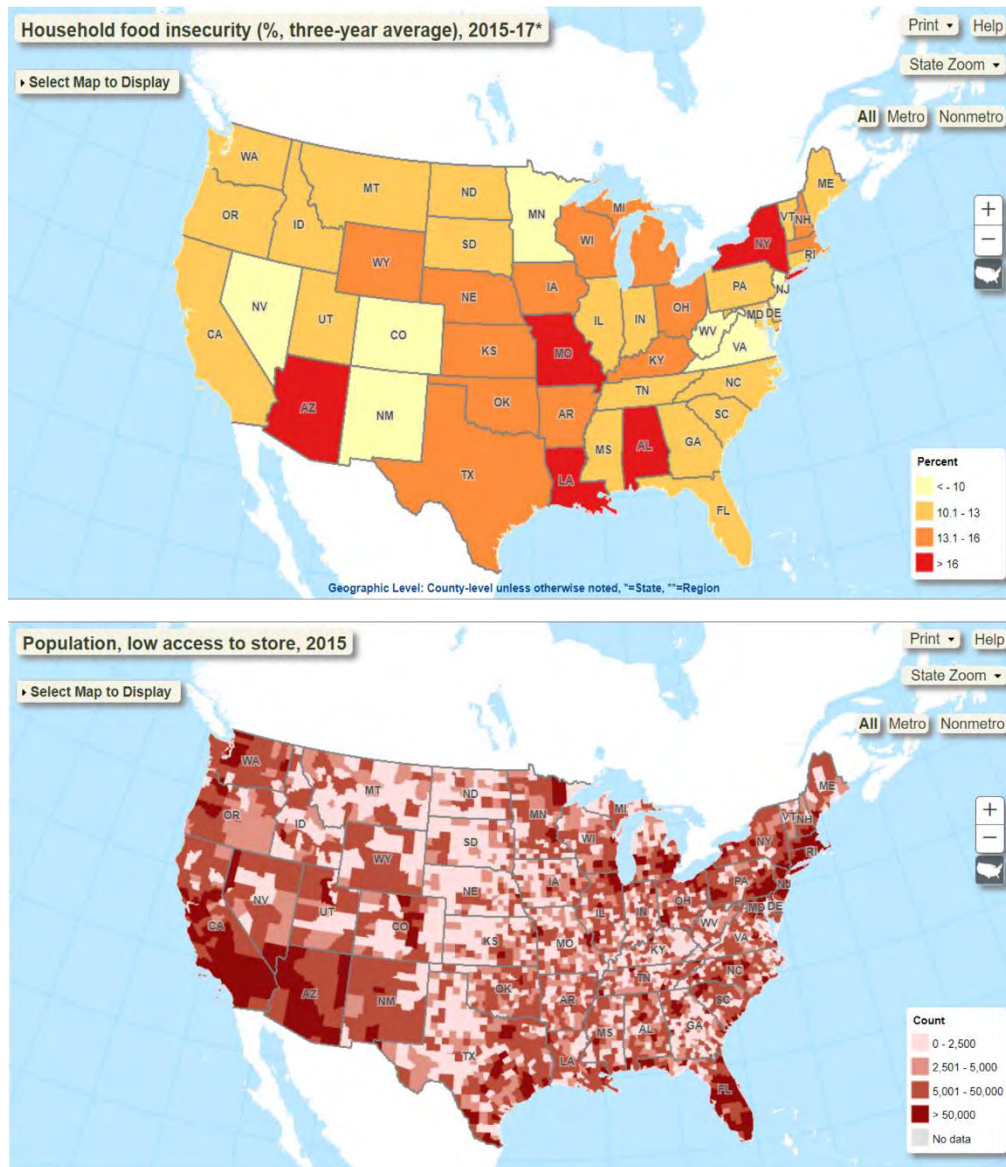 Household food insecurity (%, three-year average), 2015-17*
Print
Help
Select Map to Display
State Zoom
All Metro Nonmetro
WA
MT
ND
MN
MI
ME
VT NH
OR
ID
SD
WI
NY
WY
RI
IA
PA
NE
NJ
NV
OH
MD DE
UT
IL
IN
CO
WV
CA
VA
KS
MO
KY
NC
TN
AZ
OK
NM
AR
SC
MS
AL
GA
TX
LA
FL
Percent
< - 10
10.1 - 13
13.1 - 16
> 16
Geographic Level: County-level unless otherwise noted, *=State, **=Region
Population, low access to store, 2015
Print
Help
Select Map to Display
State Zoom
All Metro Nonmetro
WA
MT
ND
MN
MI
ME
VT NH
OR
ID
SD
WI
NY
WY
RI
IA
PA
NE
NJ
NV
OH
MD DE
UT
IL
IN
CO
WV
CA
VA
KS
MO
KY
NC
TN
AZ
OK
NM
AR
SC
MS
AL
GA
TX
LA
FL
Count
0 - 2,500
2,501 - 5,000
5,001 - 50,000
> 50,000
No data